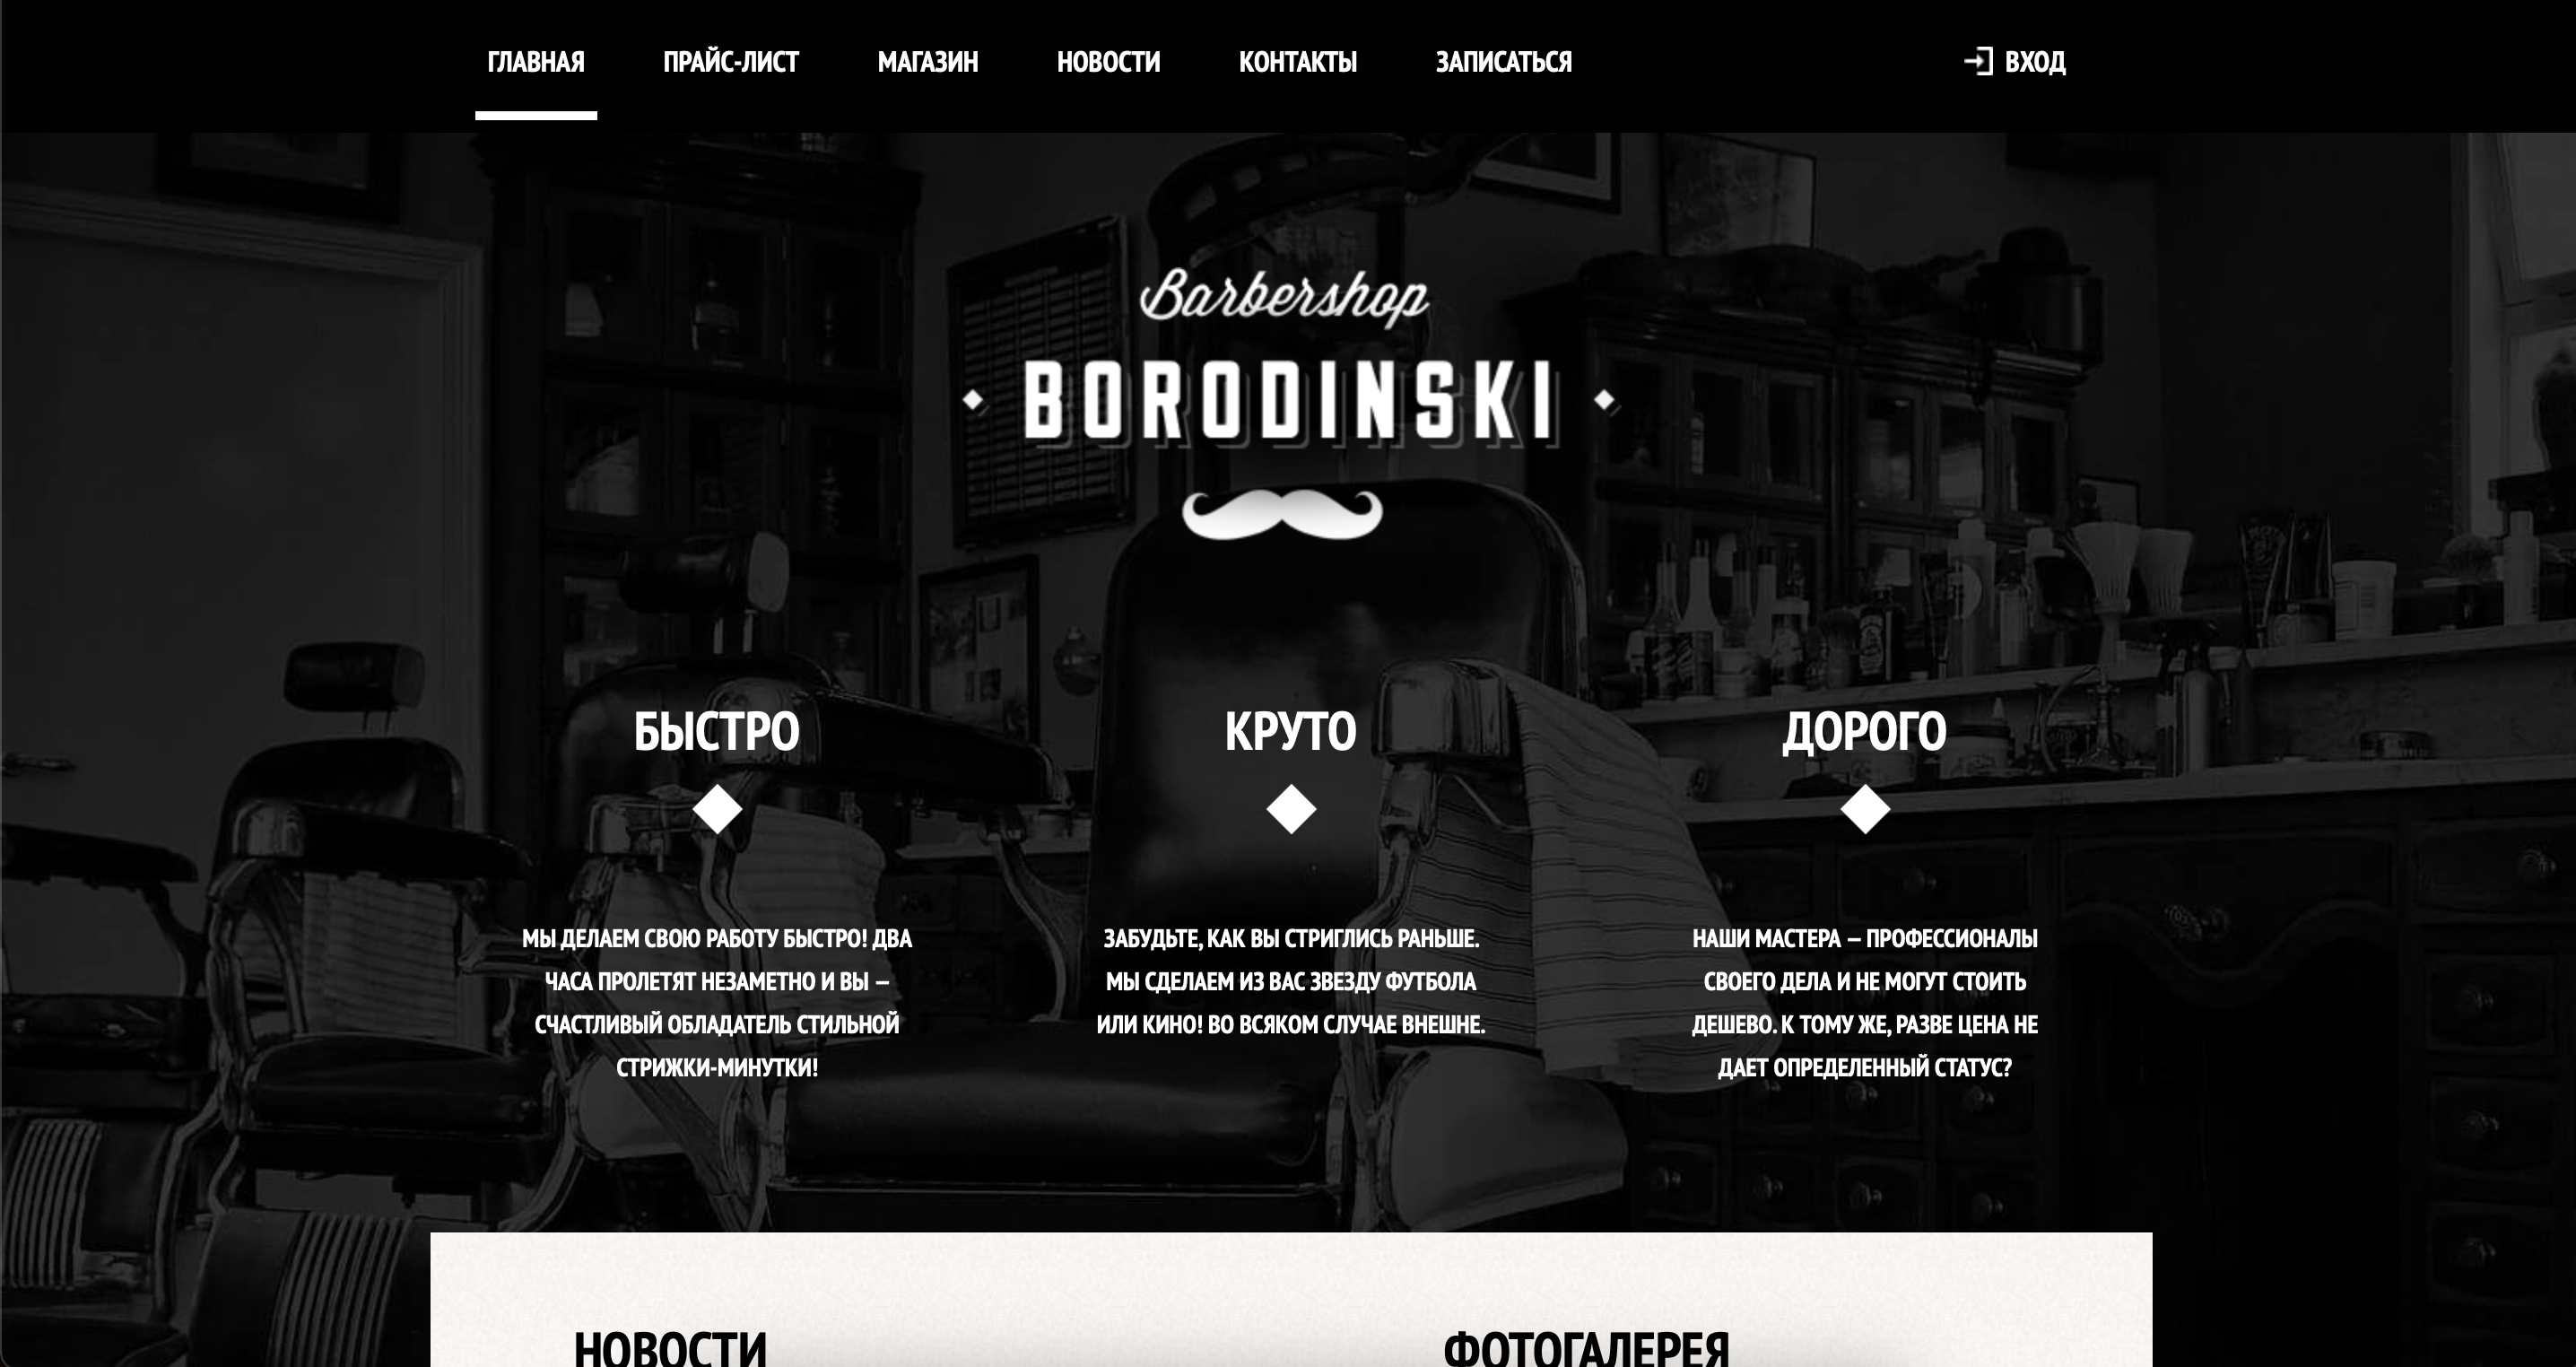 ГЛАВНАЯ ПРАЙС-ЛИСТ МАГАЗИН НОВОСТИ КОНТАКТЫ ЗАПИСАТЬСЯ ВХОД
Barbershop
BORODINSKI
БЫСТРО
МЫ ДЕЛАЕМ СВОЮ РАБОТУ БЫСТРО! ДВА
ЧАСА ПРОЛЕТЯТ НЕЗАМЕТНО И ВЫ –
СЧАСТЛИВЫЙ ОБЛАДАТЕЛЬ СТИЛЬНОЙ
СТРИЖКИ-МИНУТКИ!
КРУТО
ЗАБУДЬТЕ, КАК ВЫ СТРИГЛИСЬ РАНЬШЕ.
МЫ СДЕЛАЕМ ИЗ ВАС ЗВЕЗДУ ФУТБОЛА
ИЛИ КИНО! ВО ВСЯКОМ СЛУЧАЕ ВНЕШНЕ.
ДОРОГО
НАШИ МАСТЕРА – ПРОФЕССИОНАЛЫ
СВОЕГО ДЕЛА И НЕ МОГУТ СТОИТЬ
ДЕШЕВО. К ТОМУ ЖЕ, РАЗВЕ ЦЕНА НЕ
ДАЕТ ОПРЕДЕЛЕННЫЙ СТАТУС?
НОВОСТИ
ФОТОГАЛЕРЕЯ